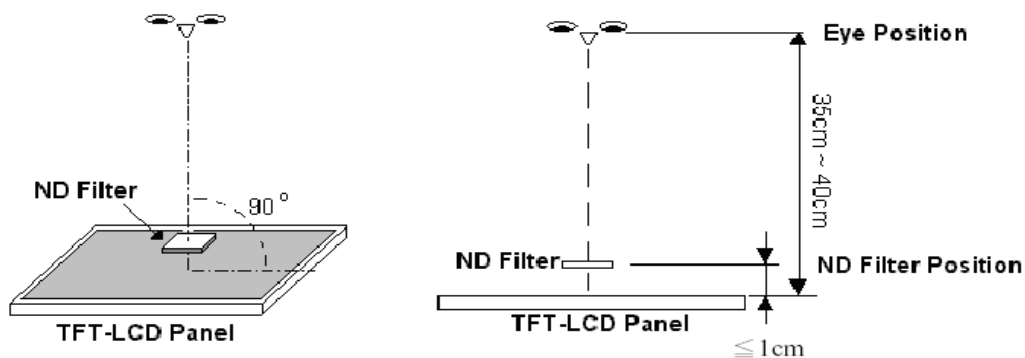 ND Filter
90°
TFT-LCD Panel
Eye Position
35cm ~ 40cm
ND Filter
ND Filter Position
TFT-LCD Panel
≦1cm